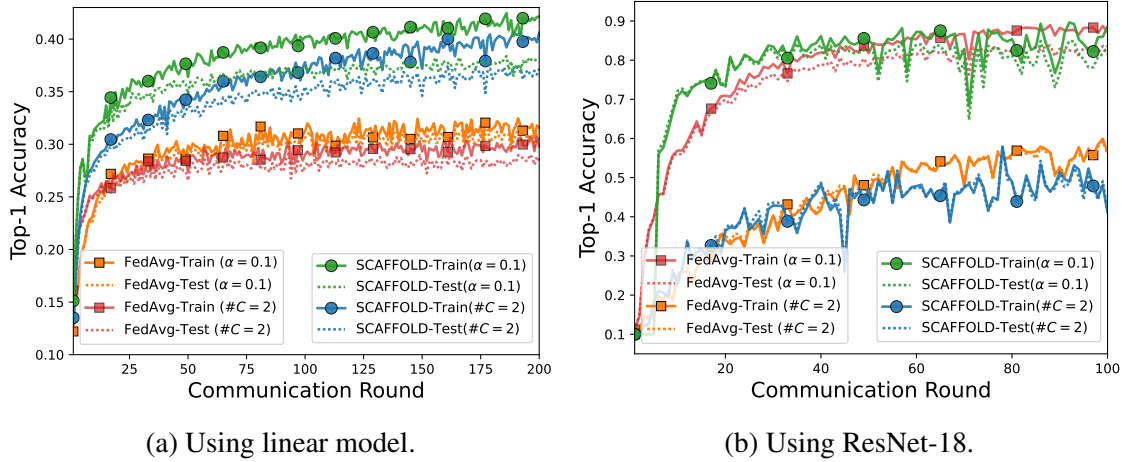 Top-1 Accuracy
0.40
0.35
0.30
0.25
0.20
0.15
0.10
FedAvg-Train (α = 0.1)
FedAvg-Test (α = 0.1)
FedAvg-Train (#C = 2)
FedAvg-Test (#C = 2)
SCAFFOLD-Train(α = 0.1)
SCAFFOLD-Test(α = 0.1)
SCAFFOLD-Train(#C = 2)
SCAFFOLD-Test(#C = 2)
25 50 75 100 125 150 175 200
Communication Round
(a) Using linear model.
Top-1 Accuracy
0.9
0.8
0.7
0.6
0.5
0.4
0.3
0.2
0.1
FedAvg-Train (α = 0.1)
FedAvg-Test (α = 0.1)
FedAvg-Train (#C = 2)
FedAvg-Test (#C = 2)
SCAFFOLD-Train(α = 0.1)
SCAFFOLD-Test(α = 0.1)
SCAFFOLD-Train(#C = 2)
SCAFFOLD-Test(#C = 2)
20 40 60 80 100
Communication Round
(b) Using ResNet-18.